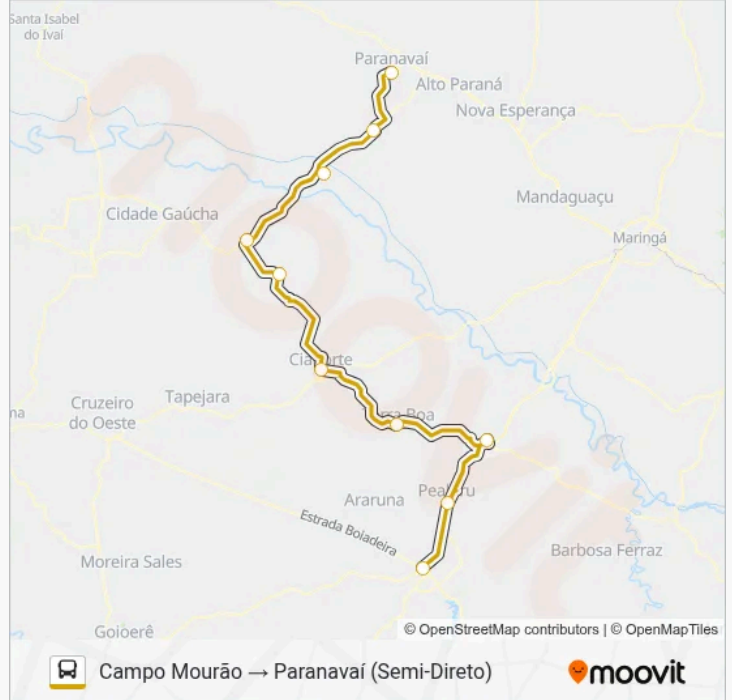 Santa Isabel
do Ivaí
Paranavaí
Alto Paraná
Nova Esperança
Mandaguaçu
Cidade Gaúcha
Maringá
Tapejara
Cruzeiro
do Oeste
Boa
Araruna
Estrada Boiadeira
Barbosa Ferraz
Moreira Sales
Goioerê
© OpenStreetMap contributors | © OpenMapTiles
Campo Mourão → Paranavaí (Semi-Direto)
moovit